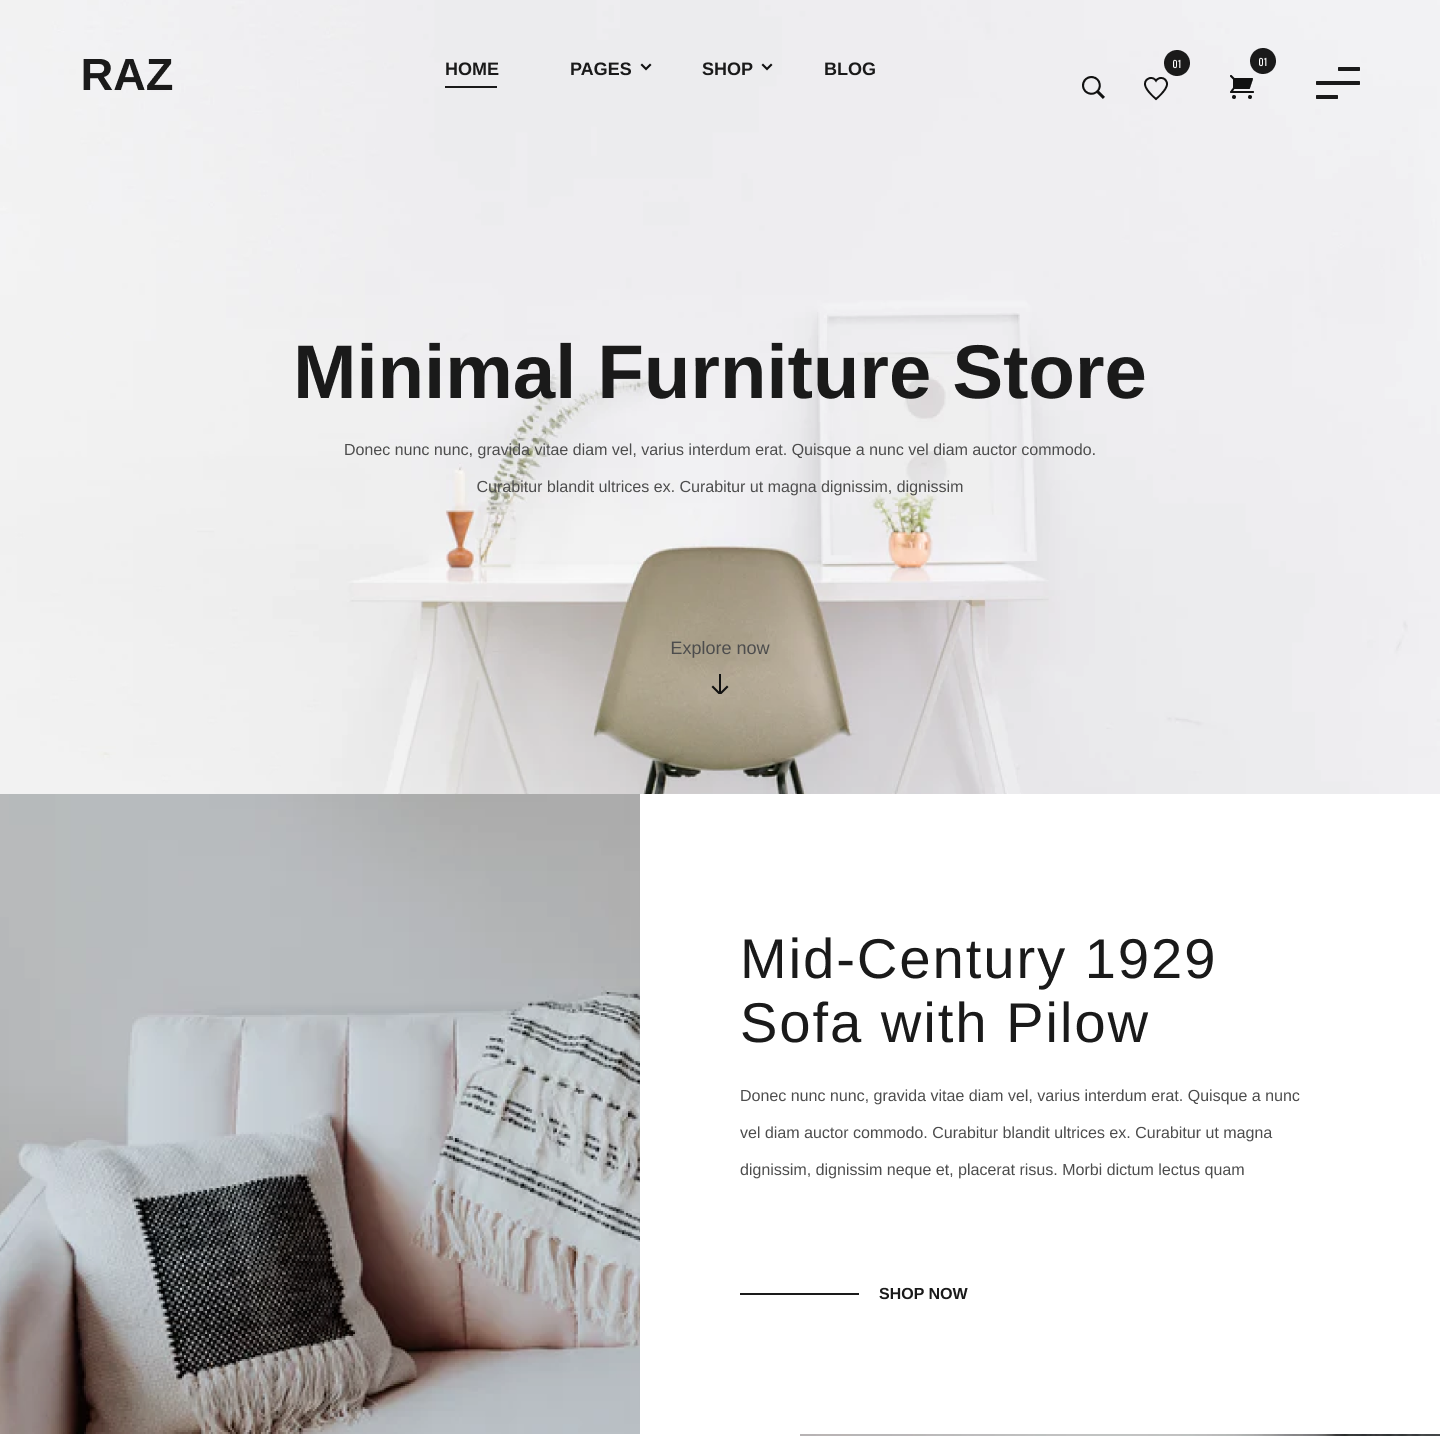 RAZ
HOME PAGES SHOP BLOG
01 01
Minimal Furniture Store
Donec nunc nunc, gravida vitae diam vel, varius interdum erat. Quisque a nunc vel diam auctor commodo.
Curabitur blandit ultrices ex. Curabitur ut magna dignissim, dignissim
Explore now
Mid-Century 1929
Sofa with Pilow
Donec nunc nunc, gravida vitae diam vel, varius interdum erat. Quisque a nunc
vel diam auctor commodo. Curabitur blandit ultrices ex. Curabitur ut magna
dignissim, dignissim neque et, placerat risus. Morbi dictum lectus quam
SHOP NOW